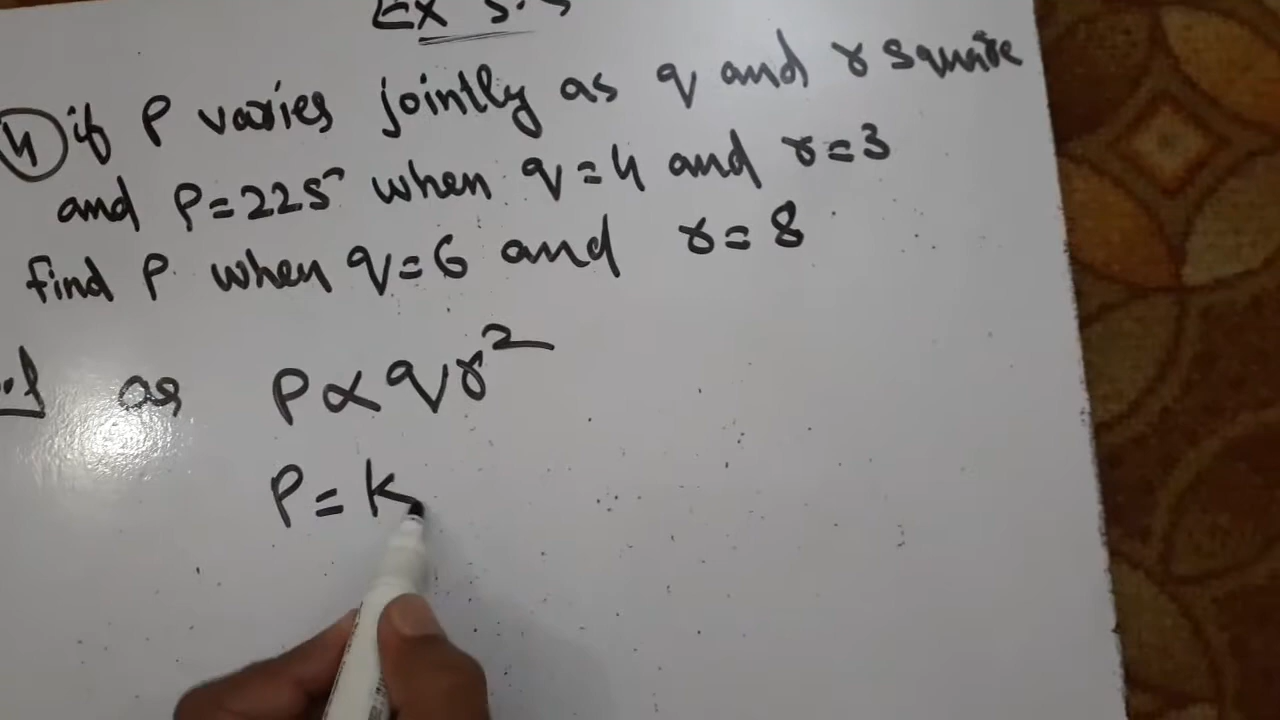 Ex 5.5
(4) if P varies jointly as q and r square
and P=225 when q=4 and r=3
find P when q=6 and r=8
as P∝qr²
P=K